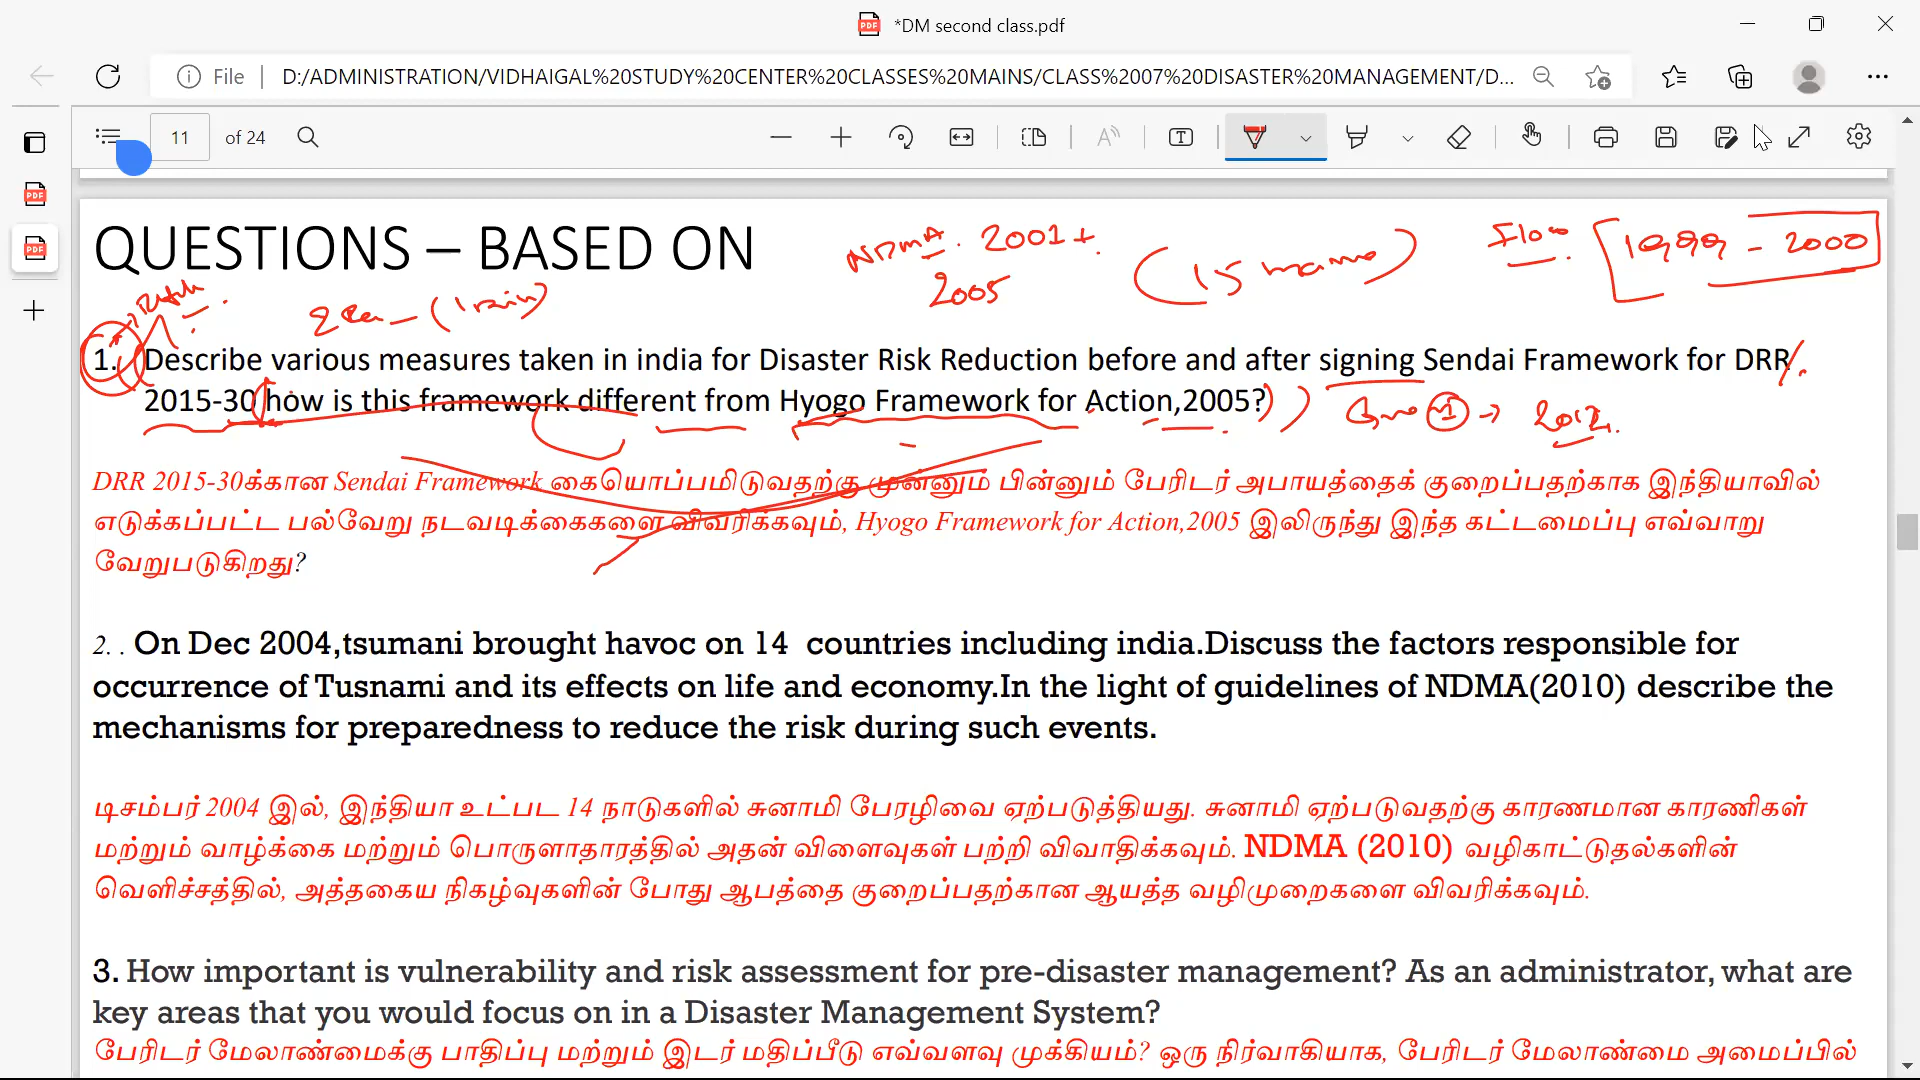 *DM second class.pdf
File
D:/ADMINISTRATION/VIDHAIGAL%20STUDY%20CENTER%20CLASSES%20MAINS/CLASS%2007%20DISASTER%20MANAGEMENT/D...
11 of 24
QUESTIONS – BASED ON
NDMA. 2001 +
2005
(15
1999 - 2000
1. Describe various measures taken in india for Disaster Risk Reduction before and after signing Sendai Framework for DRR
2015-30 how is this framework different from Hyogo Framework for Action,2005?
DRR 2015-30க்கான Sendai Framework கையொப்பமிடுவதற்கு முன்னும் பின்னும் பேரிடர் அபாயத்தைக் குறைப்பதற்காக இந்தியாவில்
எடுக்கப்பட்ட பல்வேறு நடவடிக்கைகளை விவரிக்கவும், Hyogo Framework for Action,2005 இலிருந்து இந்த கட்டமைப்பு எவ்வாறு
வேறுபடுகிறது?
2. . On Dec 2004,tsumani brought havoc on 14 countries including india.Discuss the factors responsible for
occurrence of Tusnami and its effects on life and economy.In the light of guidelines of NDMA(2010) describe the
mechanisms for preparedness to reduce the risk during such events.
டிசம்பர் 2004 இல், இந்தியா உட்பட 14 நாடுகளில் சுனாமி பேரழிவை ஏற்படுத்தியது. சுனாமி ஏற்படுவதற்கு காரணமான காரணிகள்
மற்றும் வாழ்க்கை மற்றும் பொருளாதாரத்தில் அதன் விளைவுகள் பற்றி விவாதிக்கவும். NDMA (2010) வழிகாட்டுதல்களின்
வெளிச்சத்தில், அத்தகைய நிகழ்வுகளின் போது ஆபத்தை குறைப்பதற்கான ஆயத்த வழிமுறைகளை விவரிக்கவும்.
3. How important is vulnerability and risk assessment for pre-disaster management? As an administrator, what are
key areas that you would focus on in a Disaster Management System?
பேரிடர் மேலாண்மைக்கு பாதிப்பு மற்றும் இடர் மதிப்பீடு எவ்வளவு முக்கியம்? ஒரு நிர்வாகியாக, பேரிடர் மேலாண்மை அமைப்பில்